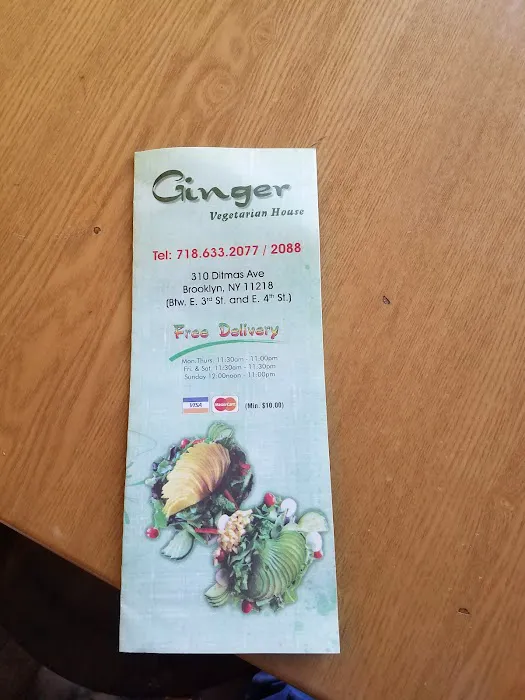 Ginger
Vegetarian House
Tel: 718.633.2077 / 2088
310 Ditmas Ave
Brooklyn, NY 11218
(Btw. E. 3rd St. and E. 4th St.)
Free Delivery
Mon-Thurs. 11:30am - 11:00pm
Fri. & Sat. 11:30am - 11:30pm
Sunday 12:00noon - 11:00pm
VISA MasterCard (Min. $10.00)